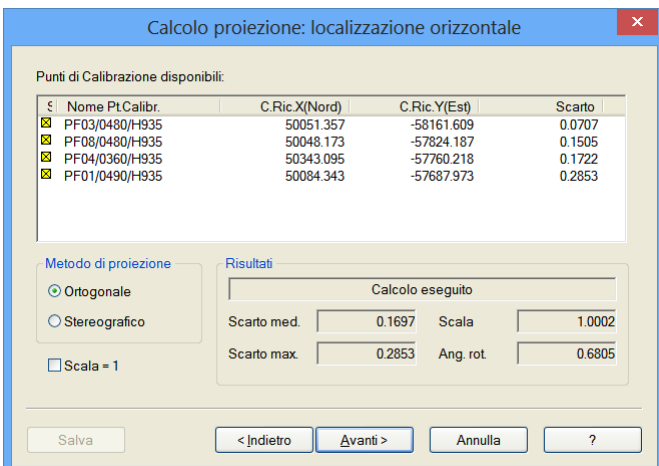 Calcolo proiezione: localizzazione orizzontale
Punti di Calibrazione disponibili:
S Nome Pt.Calibr. C.Ric.X(Nord) C.Ric.Y(Est) Scarto
PF03/0480/H935 50051.357 -58161.609 0.0707
PF08/0480/H935 50048.173 -57824.187 0.1505
PF04/0360/H935 50343.095 -57760.218 0.1722
PF01/0490/H935 50084.343 -57687.973 0.2853
Metodo di proiezione
Ortogonale
Stereografico
Scala = 1
Risultati
Calcolo eseguito
Scarto med. 0.1697 Scala 1.0002
Scarto max. 0.2853 Ang. rot. 0.6805
Salva < Indietro Avanti > Annulla ?